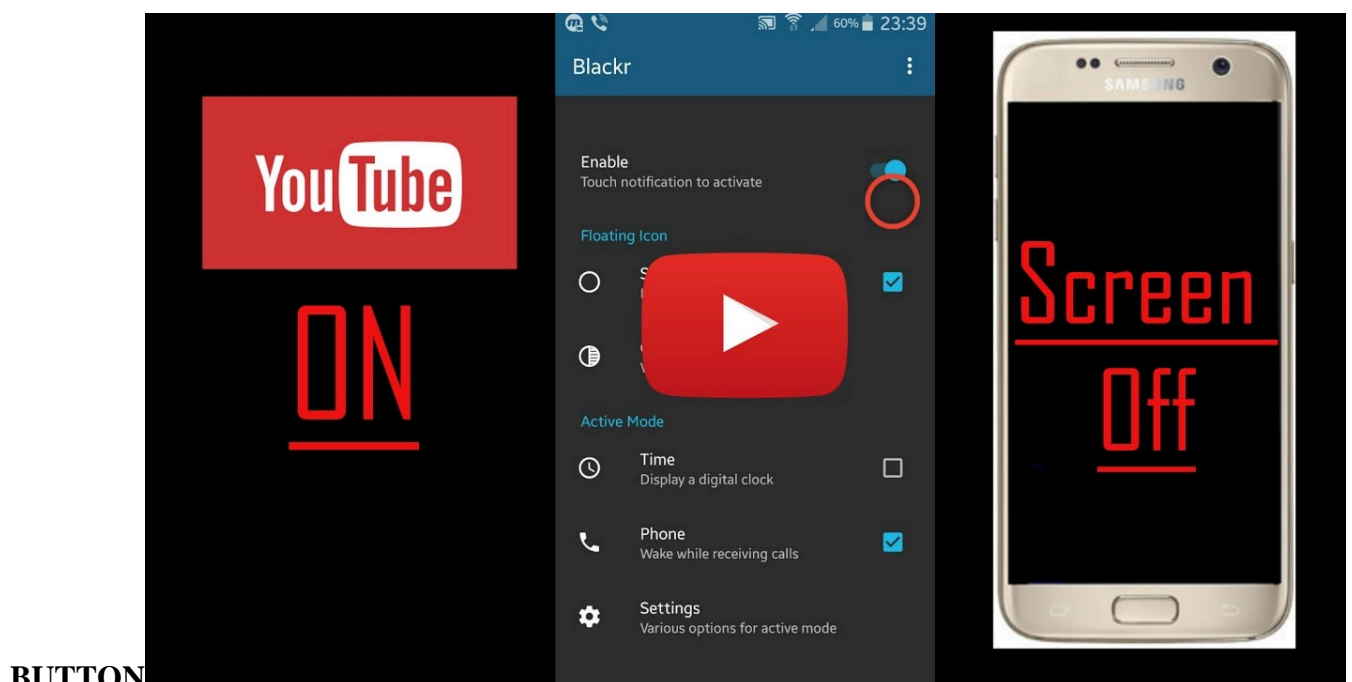 YouTube
ON
60% 23:39
Blackr
Enable
Touch notification to activate
Floating Icon
Active Mode
Time
Display a digital clock
Phone
Wake while receiving calls
Settings
Various options for active mode
SAMSUNG
Screen
Off
BUTTON